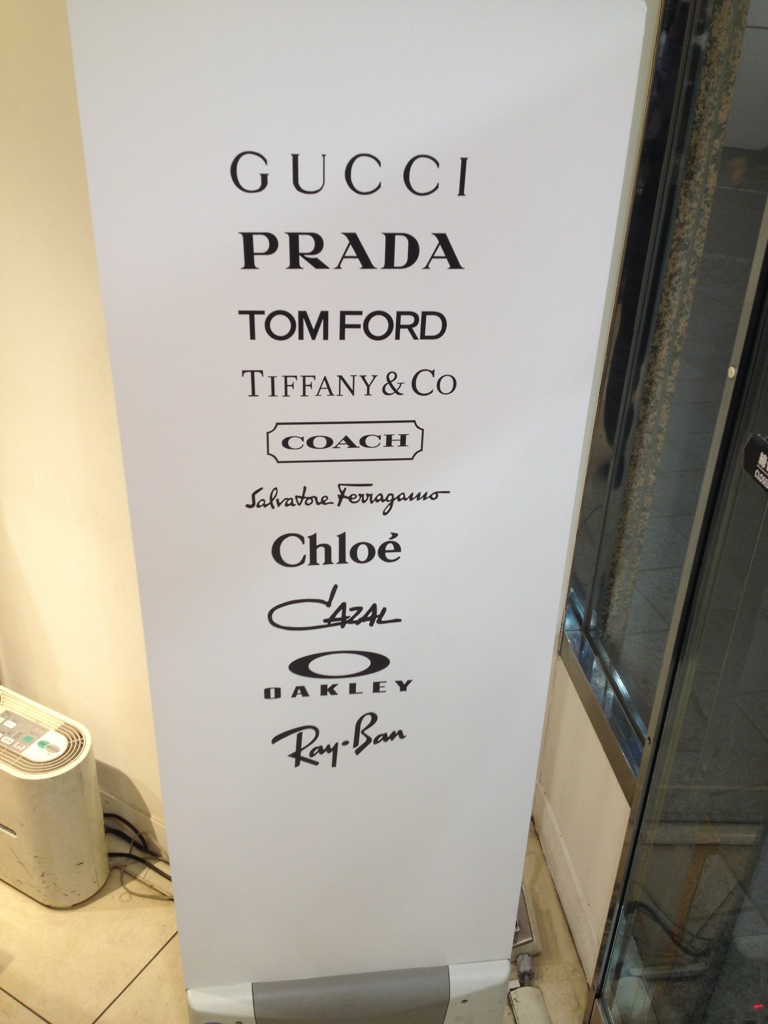 GUCCI
PRADA
TOM FORD
TIFFANY & CO
COACH
Salvatore Ferragamo
Chloé
CAZAL
OAKLEY
Ray-Ban